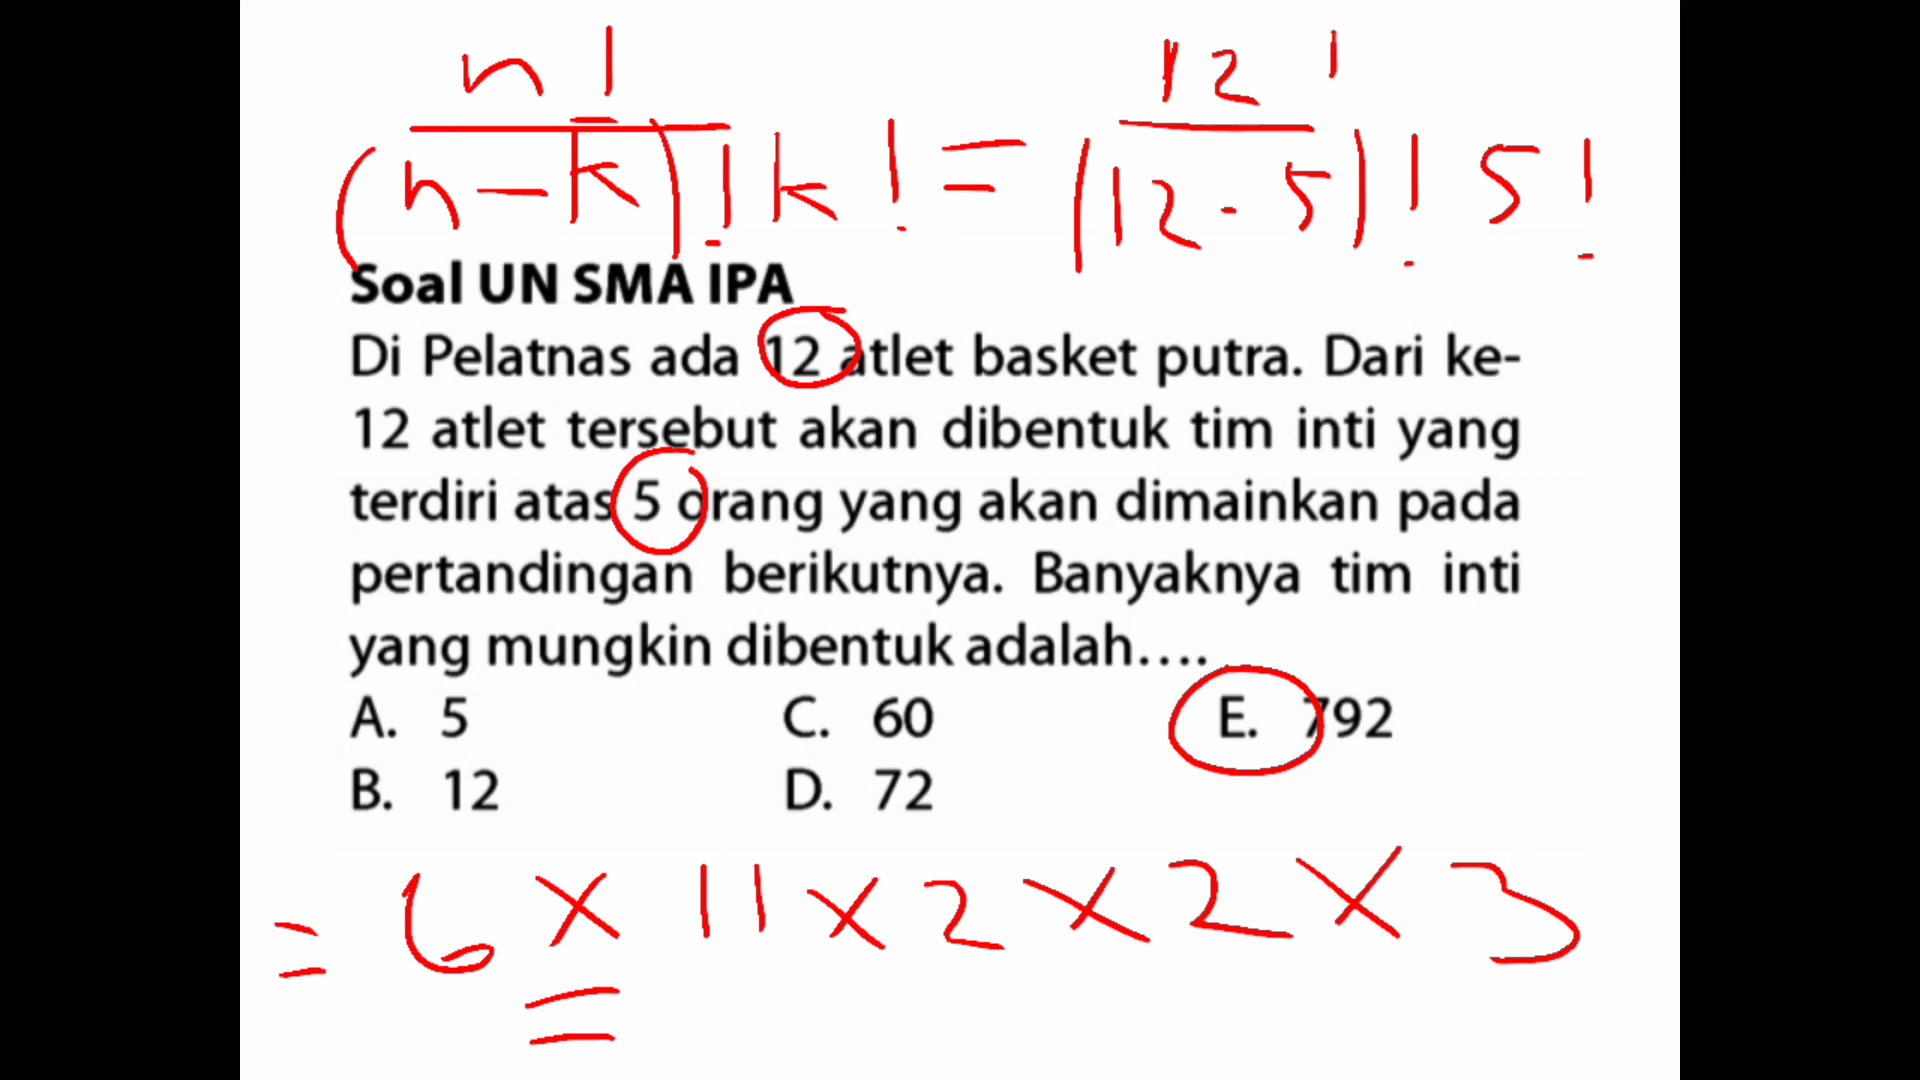 n!
(n-k)!k! = 12!
(12-5)!5!
Soal UN SMA IPA
Di Pelatnas ada 12 atlet basket putra. Dari ke-
12 atlet tersebut akan dibentuk tim inti yang
terdiri atas 5 orang yang akan dimainkan pada
pertandingan berikutnya. Banyaknya tim inti
yang mungkin dibentuk adalah....
A. 5 C. 60 E. 792
B. 12 D. 72
= 6 × 11 × 2 × 2 × 3
=